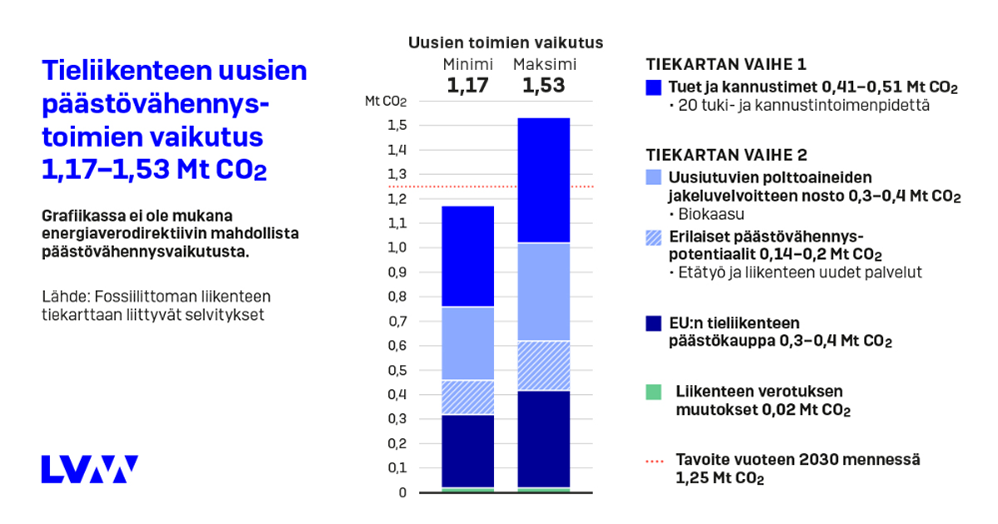 Tieliikenteen uusien
päästövähennys-
toimien vaikutus
1,17–1,53 Mt CO2
Grafiikassa ei ole mukana
energiaverodirektiivin mahdollista
päästövähennysvaikutusta.
Lähde: Fossiilittoman liikenteen
tiekarttaan liittyvät selvitykset
LVM
Uusien toimien vaikutus
Minimi Maksimi
1,17 1,53
Mt CO2
1,5
1,4
1,3
1,2
1,1
1,0
0,9
0,8
0,7
0,6
0,5
0,4
0,3
0,2
0,1
0
TIEKARTAN VAIHE 1
Tuet ja kannustimet 0,41–0,51 Mt CO2
• 20 tuki- ja kannustintoimenpidettä
TIEKARTAN VAIHE 2
Uusiutuvien polttoaineiden
jakeluvelvoitteen nosto 0,3–0,4 Mt CO2
• Biokaasu
Erilaiset päästövähennys-
potentiaalit 0,14–0,2 Mt CO2
• Etätyö ja liikenteen uudet palvelut
EU:n tieliikenteen
päästökauppa 0,3–0,4 Mt CO2
Liikenteen verotuksen
muutokset 0,02 Mt CO2
Tavoite vuoteen 2030 mennessä
1,25 Mt CO2